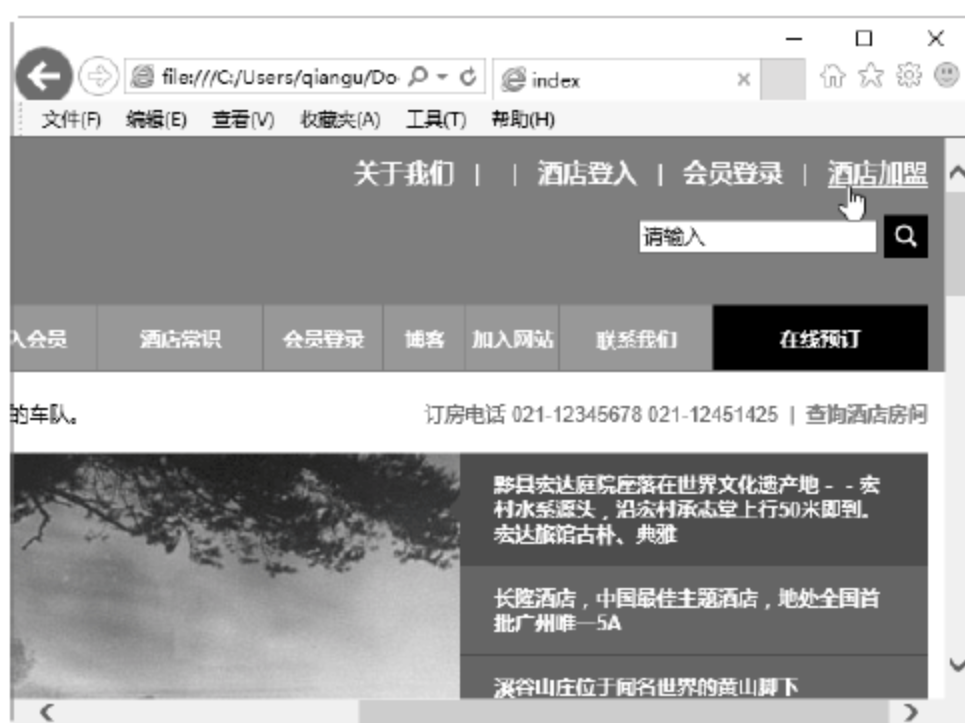 file:///C:/Users/qiangu/Do
index
文件(F) 编辑(E) 查看(V) 收藏夹(A) 工具(T) 帮助(H)
关于我们 | | 酒店登入 | 会员登录 | 酒店加盟
请输入
入会员 酒店常识 会员登录 博客 加入网站 联系我们 在线预订
的车队。
订房电话 021-12345678 021-12451425 | 查询酒店房间
黟县宏达庭院座落在世界文化遗产地 - - 宏
村水系源头，沿宏村承志堂上行50米即到。
宏达旅馆古朴、典雅
长隆酒店，中国最佳主题酒店，地处全国首
批广州唯一5A
溪谷山庄位于闻名世界的黄山脚下